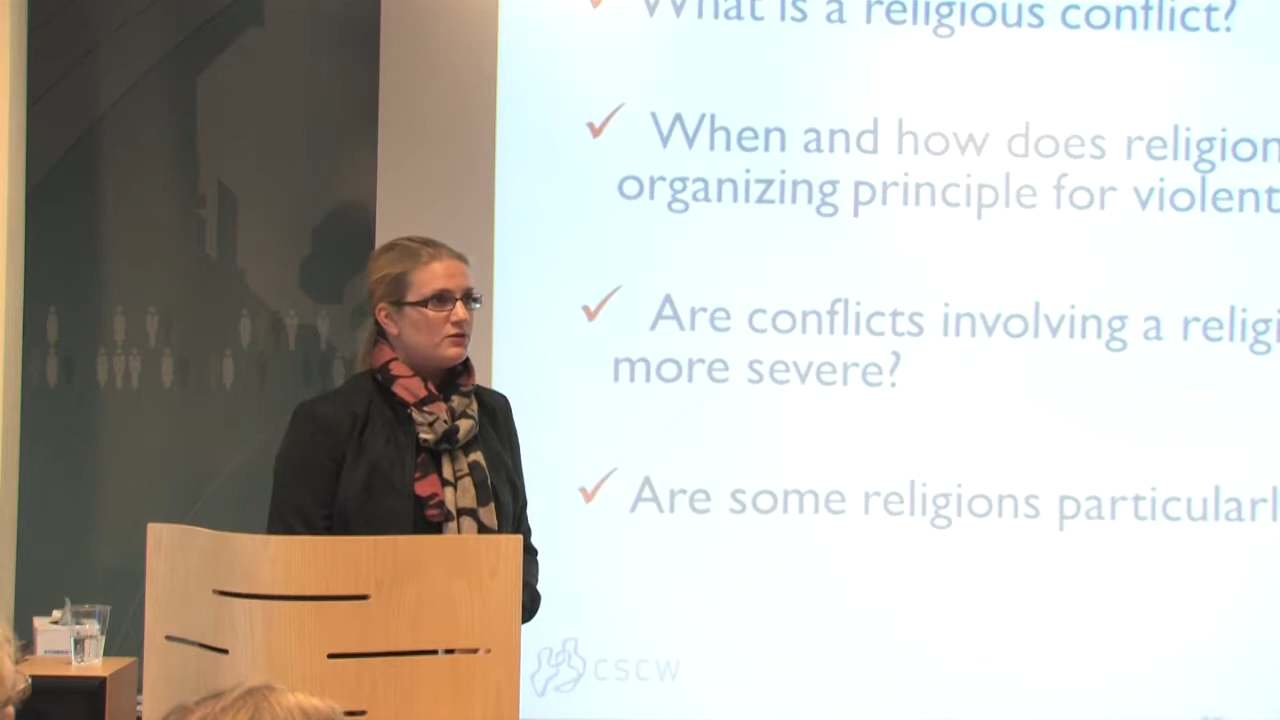 What is a religious conflict?
When and how does religion
organizing principle for violent
Are conflicts involving a religi
more severe?
Are some religions particularl
CSCW